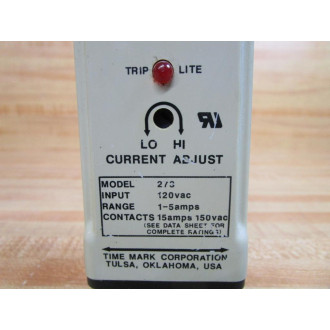 TRIP LITE
LO HI
CURRENT ADJUST
MODEL
INPUT 120vac
RANGE 1-5amps
CONTACTS 15amps 150vac
(SEE DATA SHEET FOR
COMPLETE RATINGS)
TIME MARK CORPORATION
TULSA, OKLAHOMA, USA